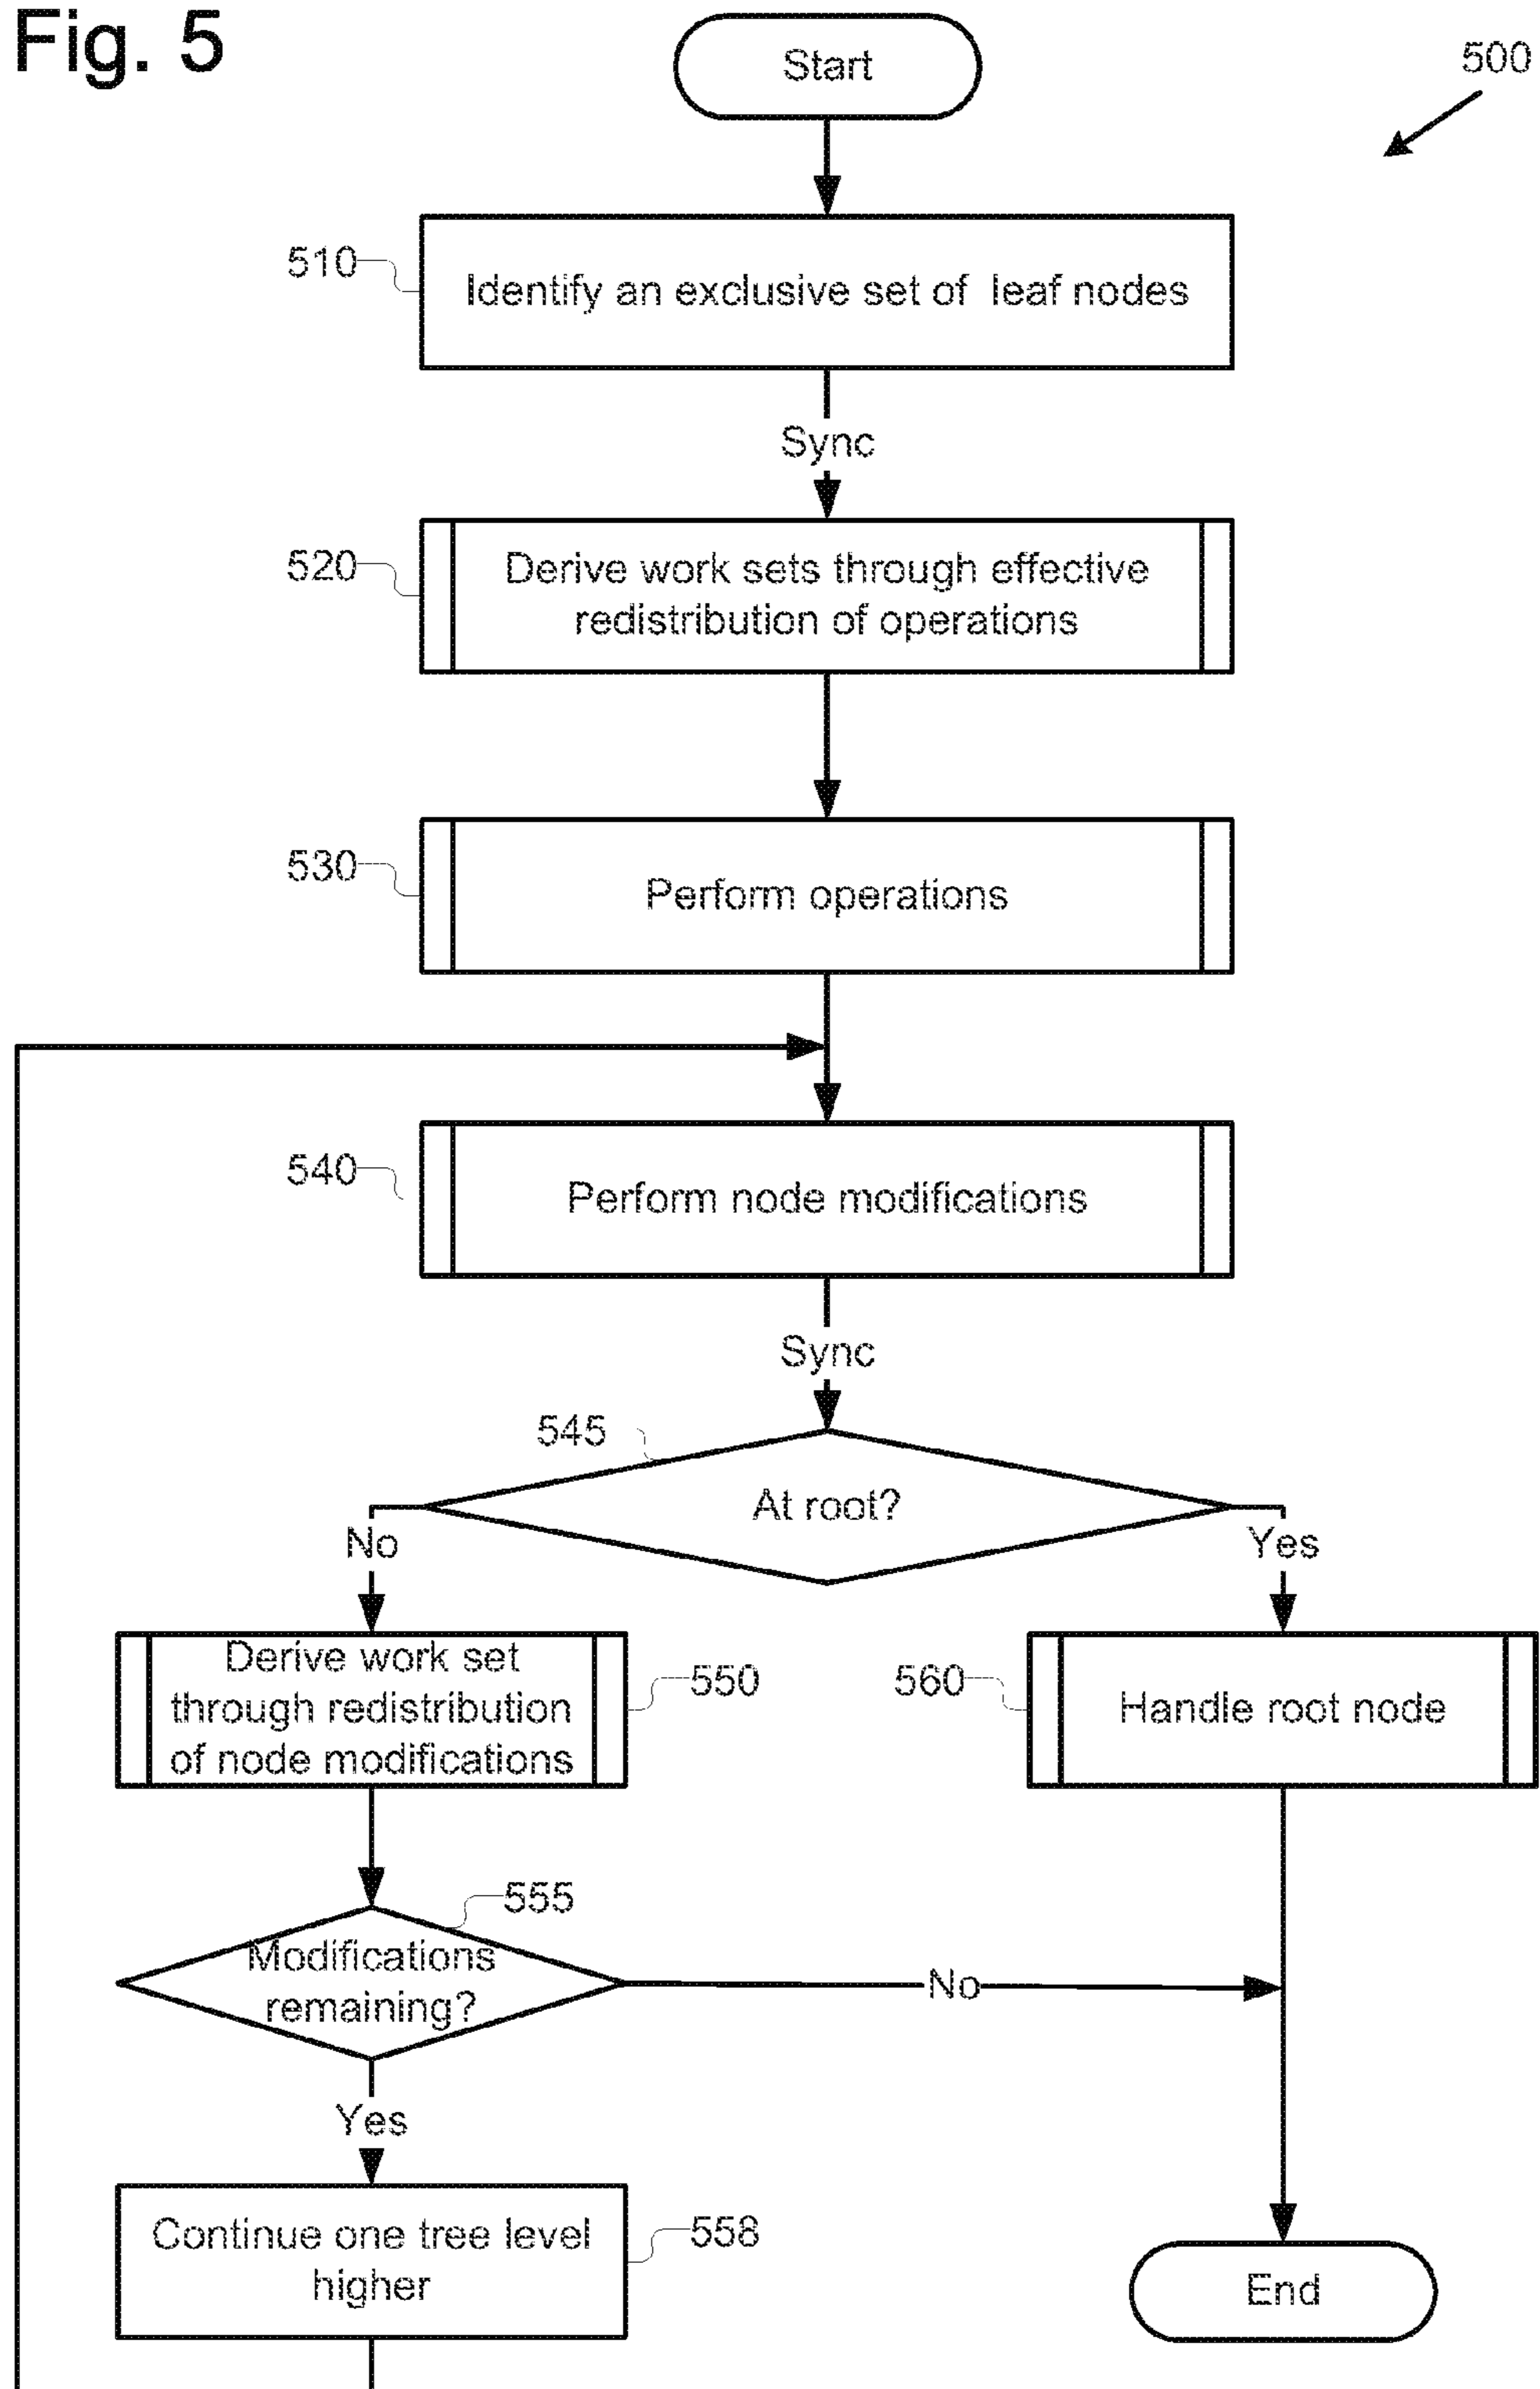 Fig. 5
Start
500
510
Identify an exclusive set of leaf nodes
Sync
520
Derive work sets through effective
redistribution of operations
530
Perform operations
540
Perform node modifications
Sync
545
At root?
No
Yes
Derive work set
through redistribution
of node modifications
550
560
Handle root node
555
Modifications
remaining?
No
Yes
Continue one tree level
higher
558
End